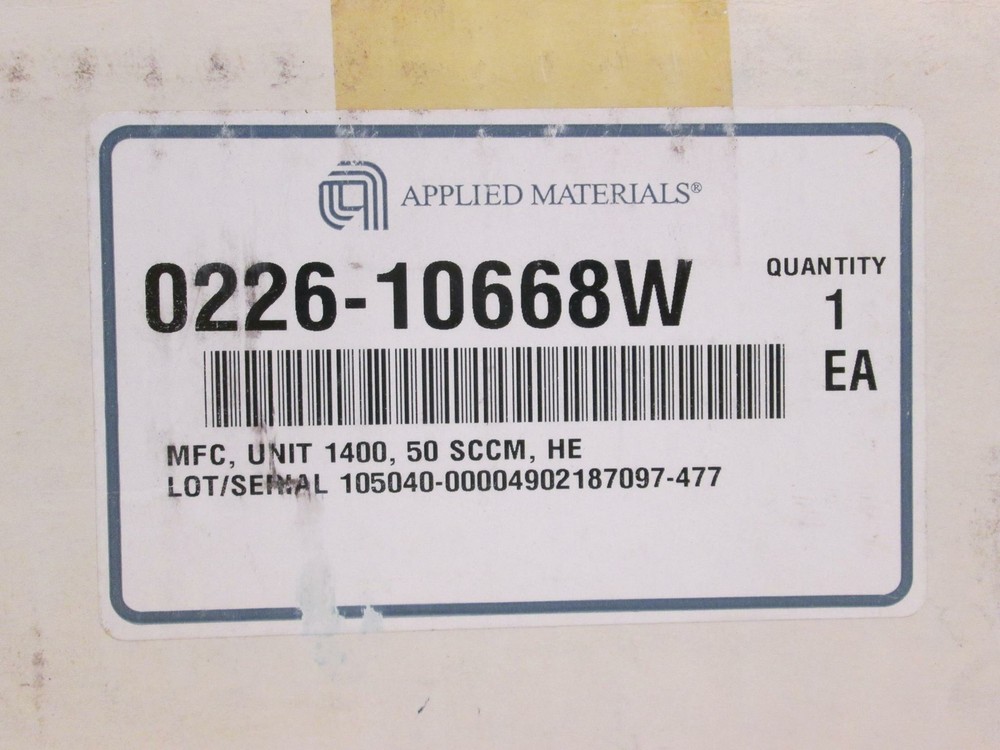 APPLIED MATERIALS®
0226-10668W
QUANTITY
1
EA
MFC, UNIT 1400, 50 SCCM, HE
LOT/SERIAL 105040-00004902187097-477